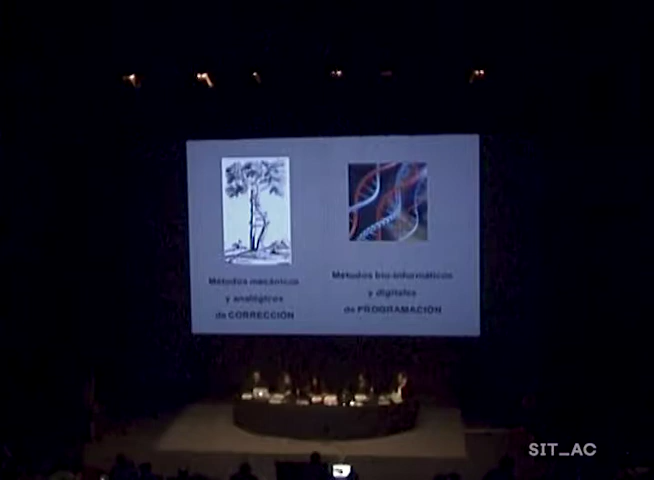 Métodos mecánicos
y analógicos
de CORRECCIÓN
Métodos bio-informáticos
y digitales
de PROGRAMACIÓN
SIT_AC